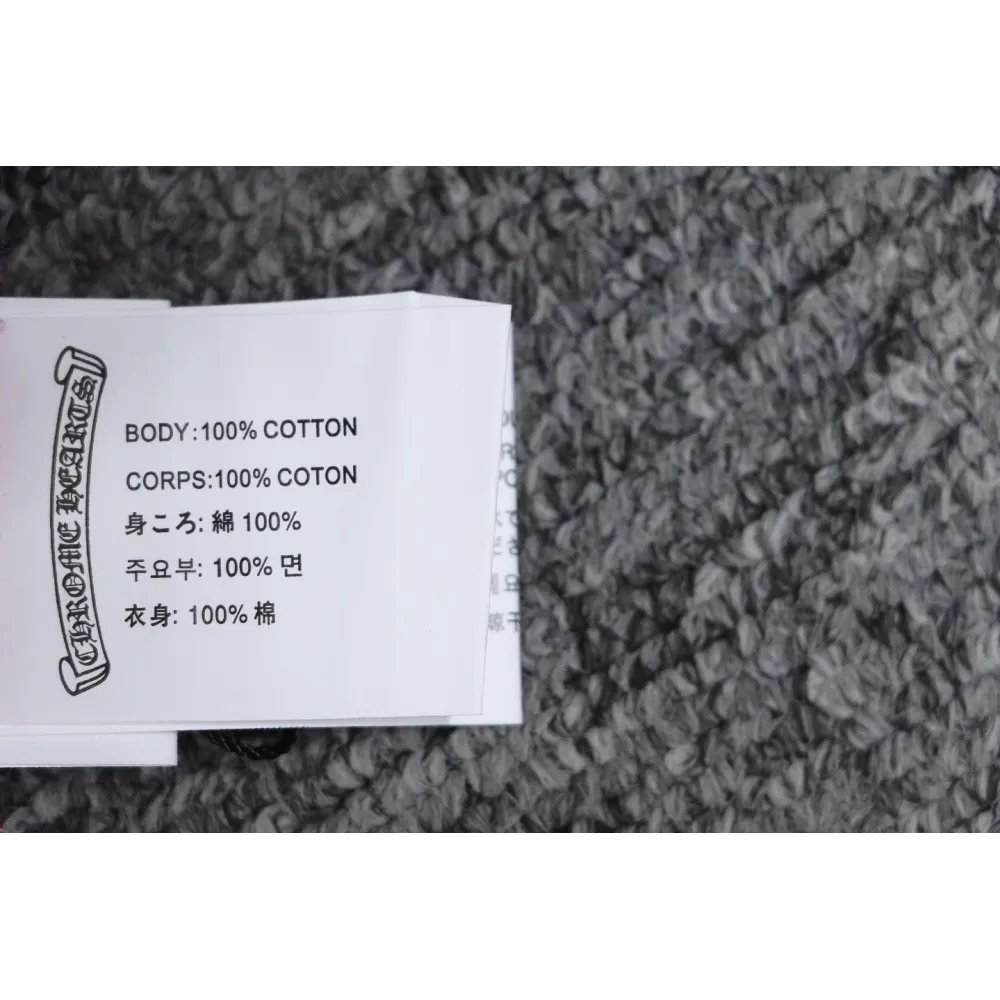 CHROME HEARTS
BODY:100% COTTON
CORPS:100% COTON
身ころ: 綿 100%
주요부: 100% 면
衣身: 100% 棉